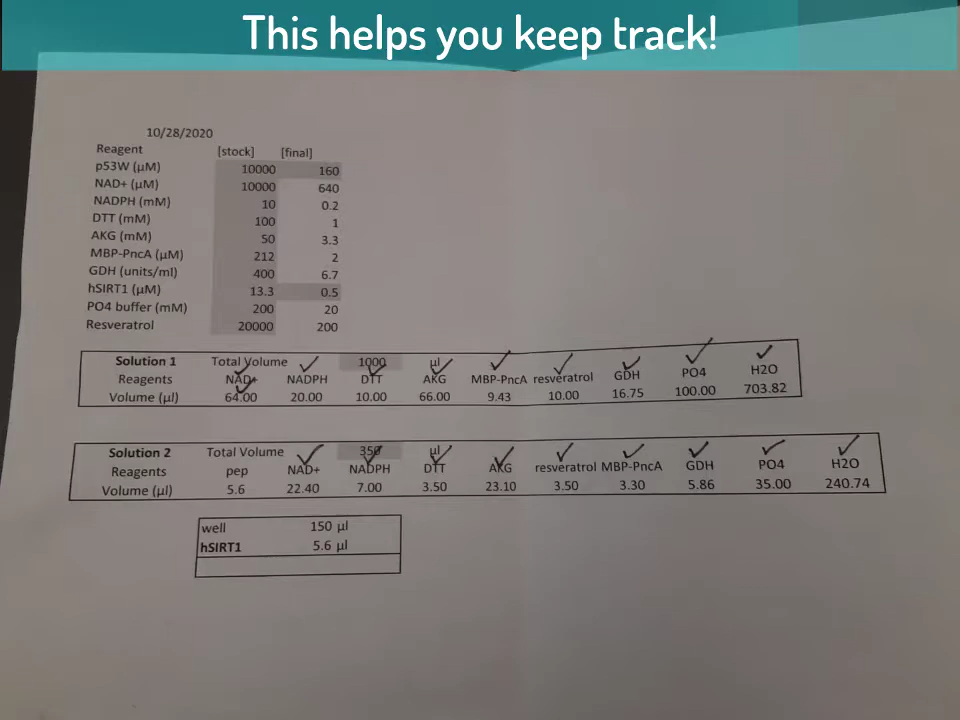 This helps you keep track!
10/28/2020
Reagent [stock] [final]
p53W (µM) 10000 160
NAD+ (µM) 10000 640
NADPH (mM) 10 0.2
DTT (mM) 100 1
AKG (mM) 50 3.3
MBP-PncA (µM) 212 2
GDH (units/ml) 400 6.7
hSIRT1 (µM) 13.3 0.5
PO4 buffer (mM) 200 20
Resveratrol 20000 200
Solution 1 Total Volume 1000 µl
Reagents NAD+ NADPH DTT AKG MBP-PncA resveratrol GDH PO4 H2O
Volume (µl) 64.00 20.00 10.00 66.00 9.43 10.00 16.75 100.00 703.82
Solution 2 Total Volume 350 µl
Reagents pep NAD+ NADPH DTT AKG resveratrol MBP-PncA GDH PO4 H2O
Volume (µl) 5.6 22.40 7.00 3.50 23.10 3.50 3.30 5.86 35.00 240.74
well 150 µl
hSIRT1 5.6 µl